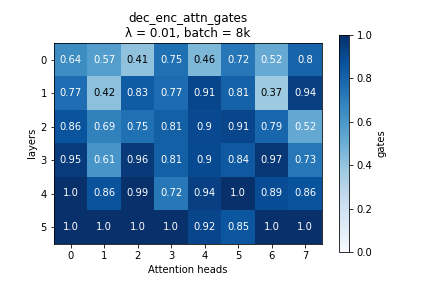 dec_enc_attn_gates
λ = 0.01, batch = 8k
0 0.64 0.57 0.41 0.75 0.46 0.72 0.52 0.8
1 0.77 0.42 0.83 0.77 0.91 0.81 0.37 0.94
2 0.86 0.69 0.75 0.81 0.9 0.91 0.79 0.52
3 0.95 0.61 0.96 0.81 0.9 0.84 0.97 0.73
4 1.0 0.86 0.99 0.72 0.94 1.0 0.89 0.86
5 1.0 1.0 1.0 1.0 0.92 0.85 1.0 1.0
0 1 2 3 4 5 6 7
Attention heads
layers
1.0
0.8
0.6
0.4
0.2
0.0
gates